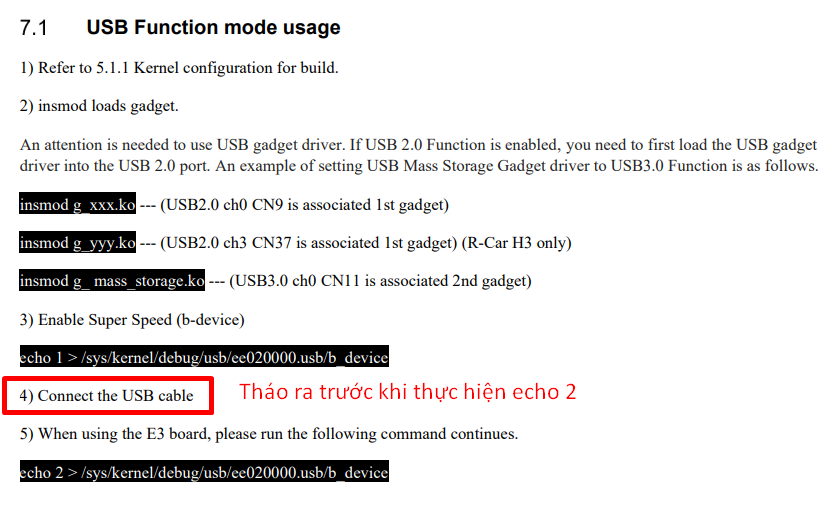 7.1 USB Function mode usage
1) Refer to 5.1.1 Kernel configuration for build.
2) insmod loads gadget.
An attention is needed to use USB gadget driver. If USB 2.0 Function is enabled, you need to first load the USB gadget
driver into the USB 2.0 port. An example of setting USB Mass Storage Gadget driver to USB3.0 Function is as follows.
insmod g_xxx.ko --- (USB2.0 ch0 CN9 is associated 1st gadget)
insmod g_yyy.ko --- (USB2.0 ch3 CN37 is associated 1st gadget) (R-Car H3 only)
insmod g_ mass_storage.ko --- (USB3.0 ch0 CN11 is associated 2nd gadget)
3) Enable Super Speed (b-device)
echo 1 > /sys/kernel/debug/usb/ee020000.usb/b_device
4) Connect the USB cable Tháo ra trước khi thực hiện echo 2
5) When using the E3 board, please run the following command continues.
echo 2 > /sys/kernel/debug/usb/ee020000.usb/b_device